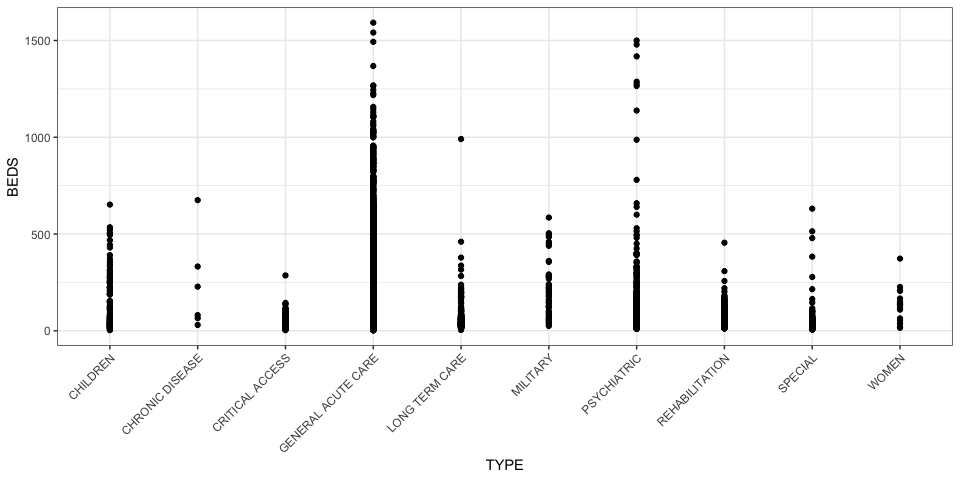 1500
1000
500
0
BEDS
CHILDREN
CHRONIC DISEASE
CRITICAL ACCESS
GENERAL ACUTE CARE
LONG TERM CARE
MILITARY
PSYCHIATRIC
REHABILITATION
SPECIAL
WOMEN
TYPE